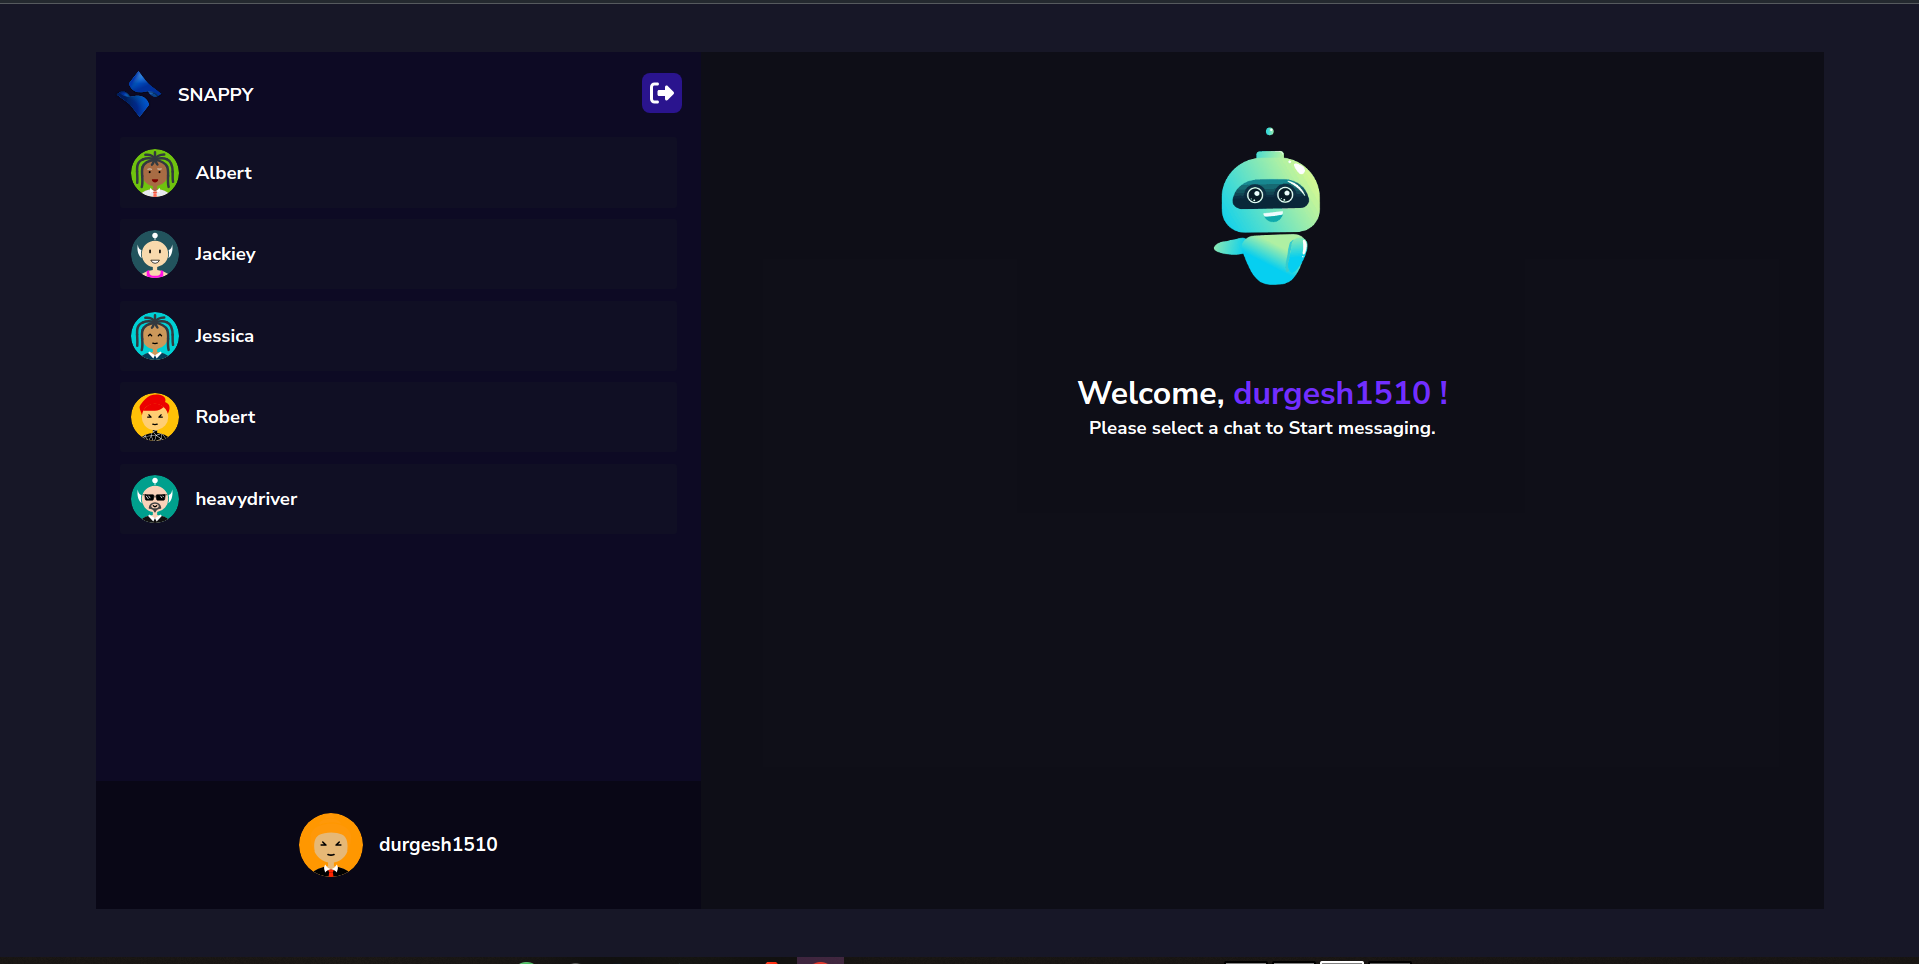 SNAPPY
Albert
Jackiey
Jessica
Robert
heavydriver
durgesh1510
Welcome, durgesh1510 !
Please select a chat to Start messaging.